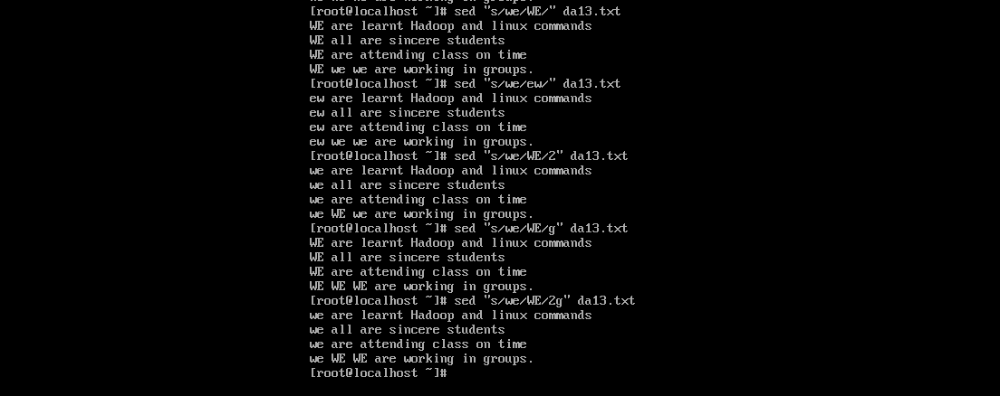 [root@localhost ~]# sed "s/we/WE/" da13.txt
WE are learnt Hadoop and linux commands
WE all are sincere students
WE are attending class on time
WE we we are working in groups.
[root@localhost ~]# sed "s/we/ew/" da13.txt
ew are learnt Hadoop and linux commands
ew all are sincere students
ew are attending class on time
ew we we are working in groups.
[root@localhost ~]# sed "s/we/WE/2" da13.txt
we are learnt Hadoop and linux commands
we all are sincere students
we are attending class on time
we WE we are working in groups.
[root@localhost ~]# sed "s/we/WE/g" da13.txt
WE are learnt Hadoop and linux commands
WE all are sincere students
WE are attending class on time
WE WE WE are working in groups.
[root@localhost ~]# sed "s/we/WE/2g" da13.txt
we are learnt Hadoop and linux commands
we all are sincere students
we are attending class on time
we WE WE are working in groups.
[root@localhost ~]#